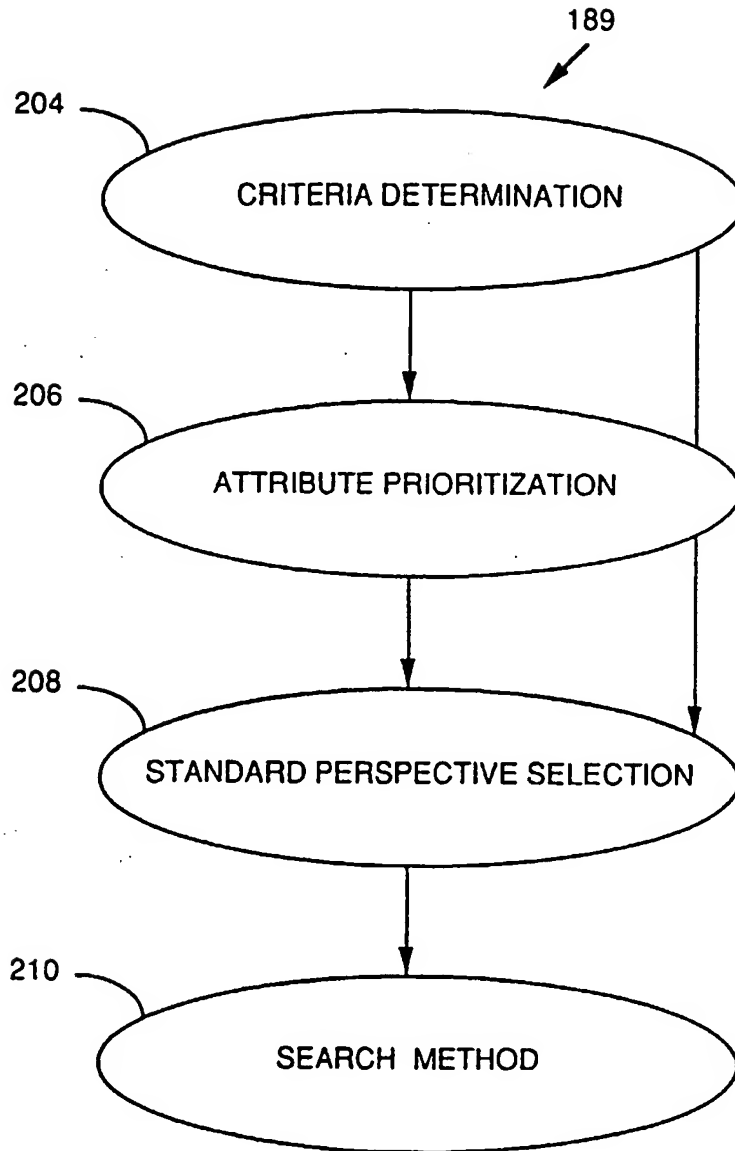 189
204
CRITERIA DETERMINATION
206
ATTRIBUTE PRIORITIZATION
208
STANDARD PERSPECTIVE SELECTION
210
SEARCH METHOD